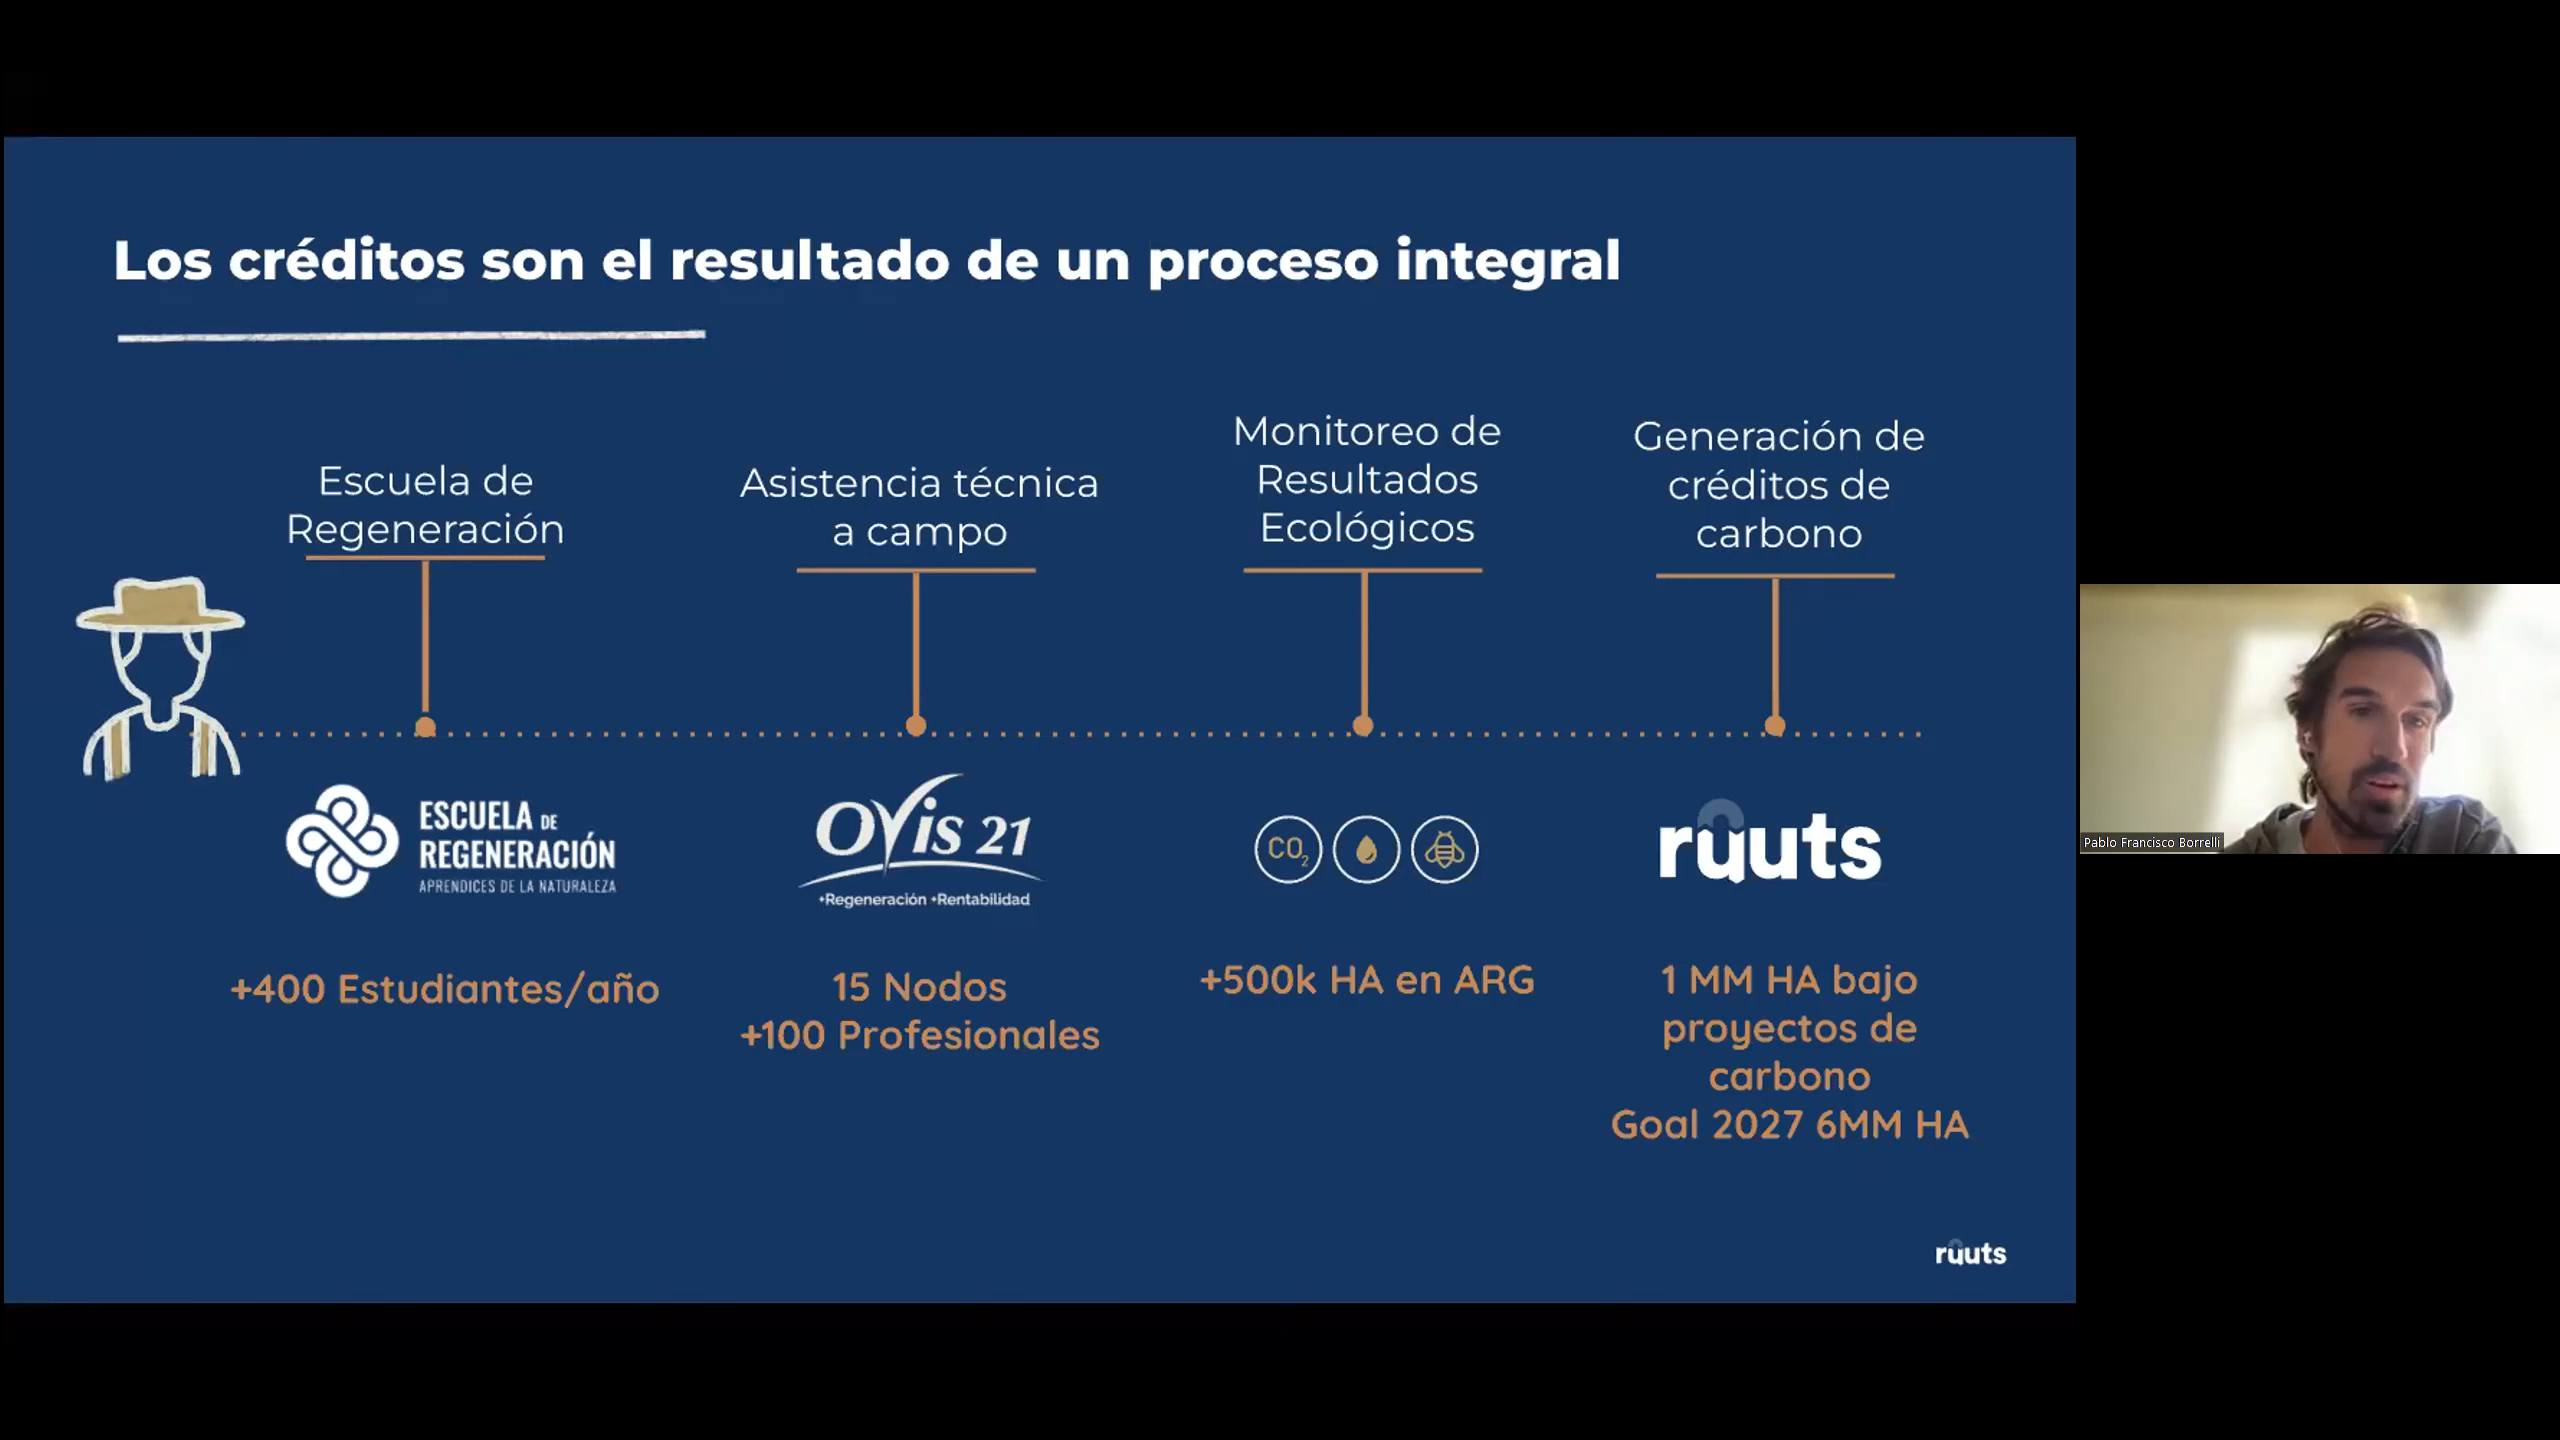 Los créditos son el resultado de un proceso integral
Escuela de
Regeneración
Asistencia técnica
a campo
Monitoreo de
Resultados
Ecológicos
Generación de
créditos de
carbono
ESCUELA DE
REGENERACIÓN
APRENDICES DE LA NATURALEZA
OVis 21
+Regeneración +Rentabilidad
CO₂
ruuts
+400 Estudiantes/año
15 Nodos
+100 Profesionales
+500k HA en ARG
1 MM HA bajo
proyectos de
carbono
Goal 2027 6MM HA
ruuts
Pablo Francisco Borrelli